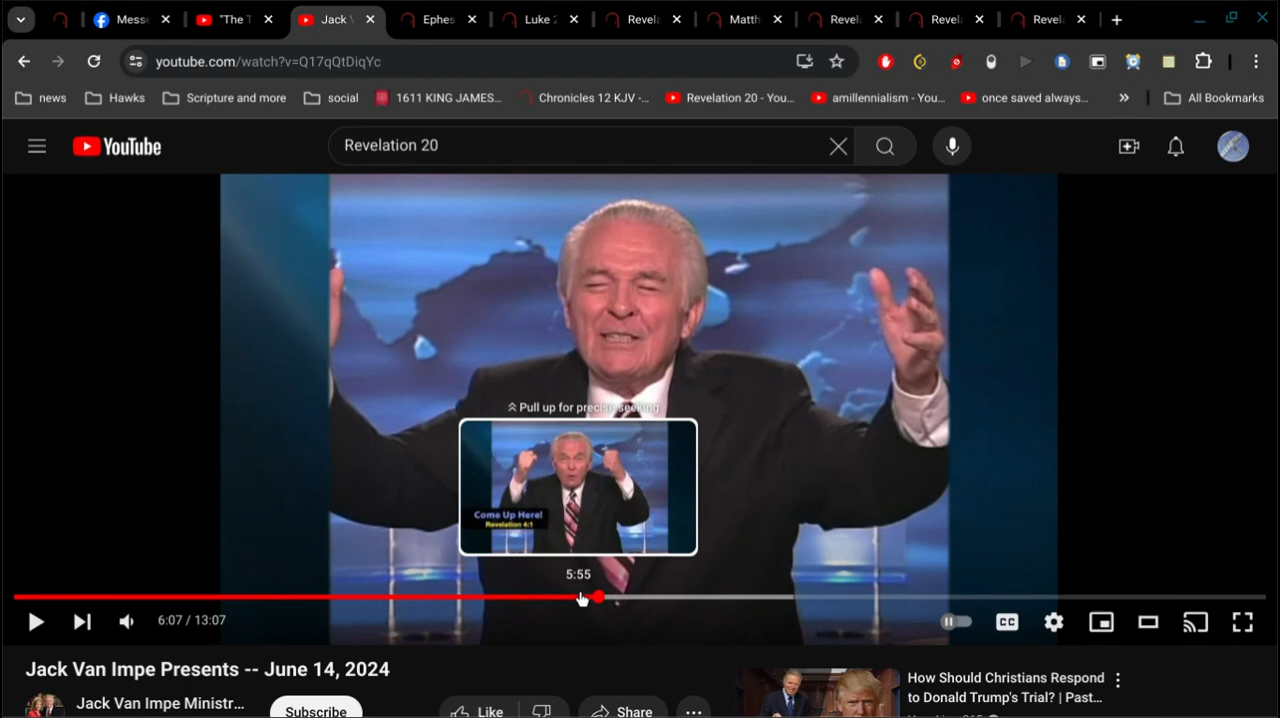 Messe
"The T
Jack V
Ephes
Luke 2
Revela
Matth
Revela
Revela
Revela
youtube.com/watch?v=Q17qQtDiqYc
news
Hawks
Scripture and more
social
1611 KING JAMES...
Chronicles 12 KJV -...
Revelation 20 - You...
amillennialism - You...
once saved always...
All Bookmarks
YouTube
Revelation 20
Pull up for precise seeking
Come Up Here!
Revelation 4:1
5:55
6:07 / 13:07
CC
Jack Van Impe Presents -- June 14, 2024
Jack Van Impe Ministr...
Subscribe
Like
Share
How Should Christians Respond
to Donald Trump's Trial? | Past...